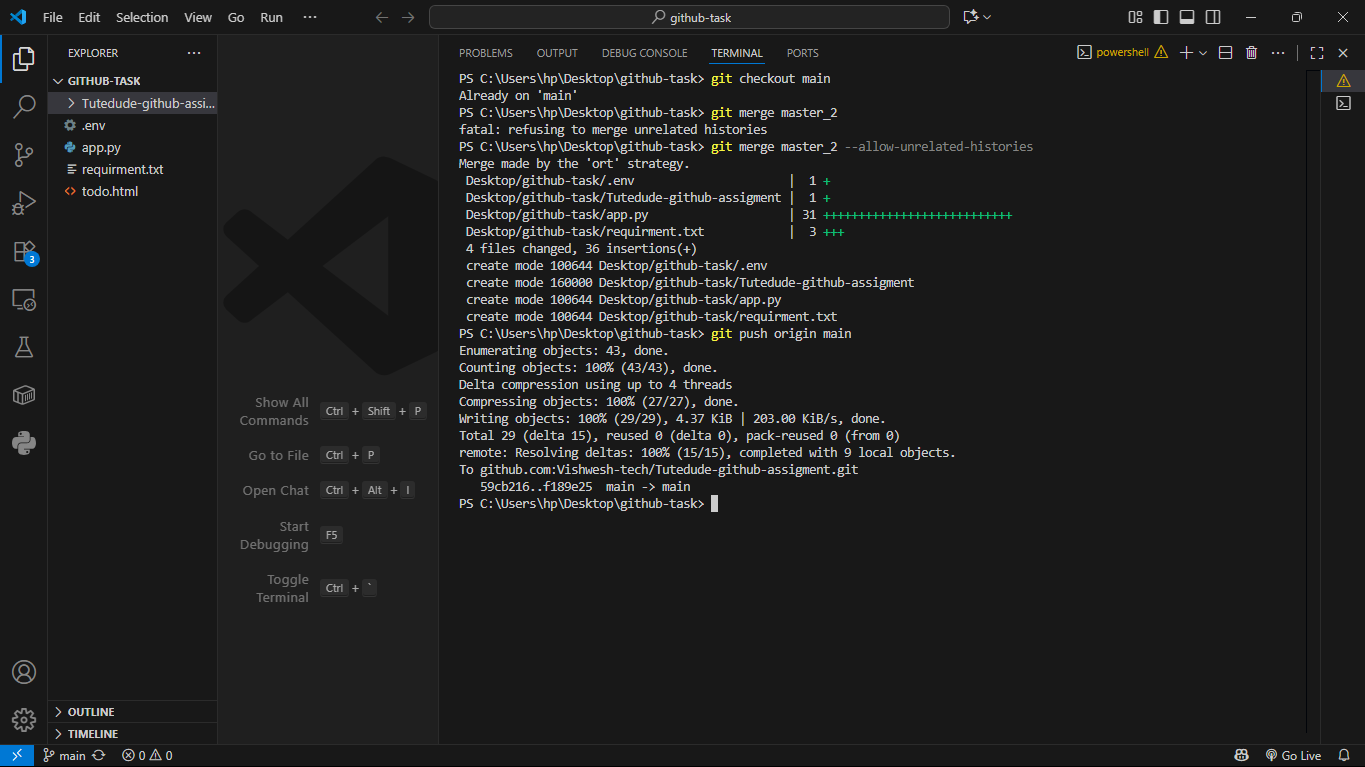 File Edit Selection View Go Run ···
github-task
EXPLORER ···
GITHUB-TASK
Tutedude-github-assi...
.env
app.py
requirment.txt
todo.html
3
Show All Commands Ctrl + Shift + P
Go to File Ctrl + P
Open Chat Ctrl + Alt + I
Start Debugging F5
Toggle Terminal Ctrl + `
OUTLINE
TIMELINE
PROBLEMS OUTPUT DEBUG CONSOLE TERMINAL PORTS
powershell
PS C:\Users\hp\Desktop\github-task> git checkout main
Already on 'main'
PS C:\Users\hp\Desktop\github-task> git merge master_2
fatal: refusing to merge unrelated histories
PS C:\Users\hp\Desktop\github-task> git merge master_2 --allow-unrelated-histories
Merge made by the 'ort' strategy.
Desktop/github-task/.env | 1 +
Desktop/github-task/Tutedude-github-assigment | 1 +
Desktop/github-task/app.py | 31 +++++++++++++++++++++++++++
Desktop/github-task/requirment.txt | 3 +++
4 files changed, 36 insertions(+)
create mode 100644 Desktop/github-task/.env
create mode 160000 Desktop/github-task/Tutedude-github-assigment
create mode 100644 Desktop/github-task/app.py
create mode 100644 Desktop/github-task/requirment.txt
PS C:\Users\hp\Desktop\github-task> git push origin main
Enumerating objects: 43, done.
Counting objects: 100% (43/43), done.
Delta compression using up to 4 threads
Compressing objects: 100% (27/27), done.
Writing objects: 100% (29/29), 4.37 KiB | 203.00 KiB/s, done.
Total 29 (delta 15), reused 0 (delta 0), pack-reused 0 (from 0)
remote: Resolving deltas: 100% (15/15), completed with 9 local objects.
To github.com:Vishwesh-tech/Tutedude-github-assigment.git
59cb216..f189e25 main -> main
PS C:\Users\hp\Desktop\github-task>
main 0 0 Go Live